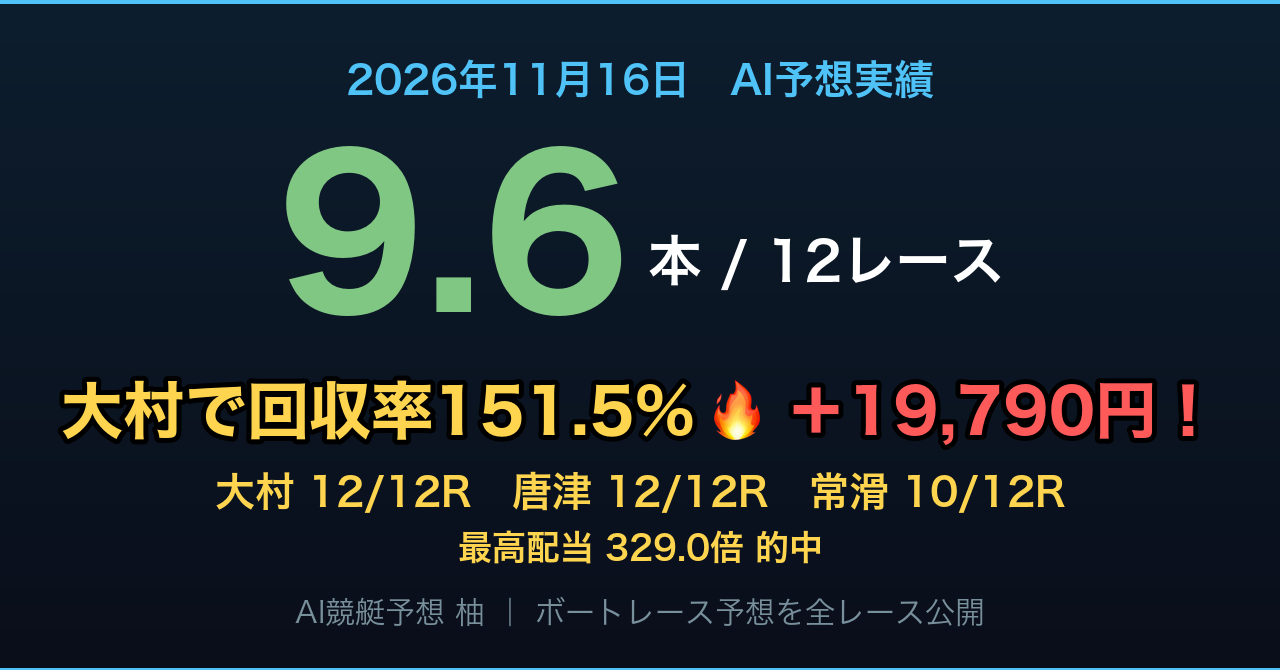 2026年11月16日　AI予想実績
9.6 本 / 12レース
大村で回収率151.5%🔥 +19,790円！
大村 12/12R　唐津 12/12R　常滑 10/12R
最高配当 329.0倍 的中
AI競艇予想 柚 ｜ ボートレース予想を全レース公開